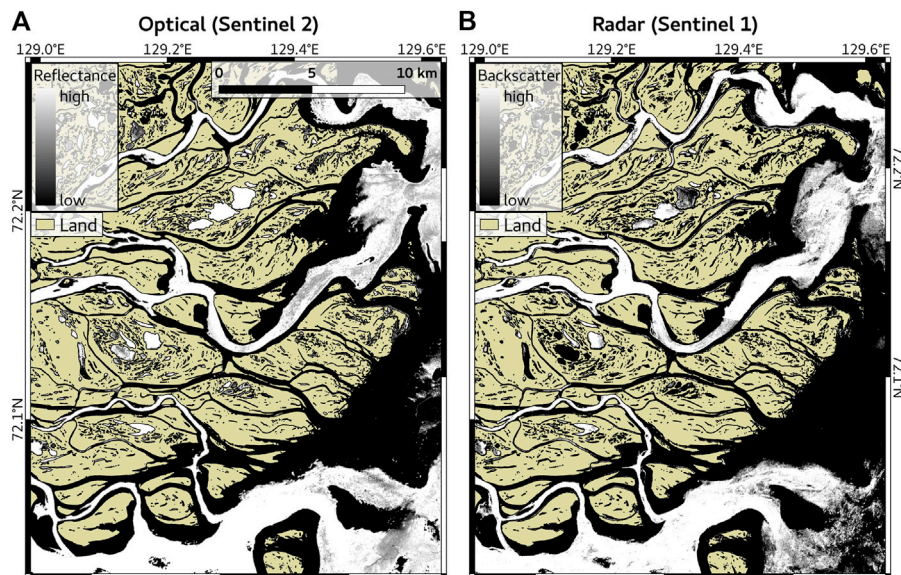 A
Optical (Sentinel 2)
129.0°E
129.2°E
129.4°E
129.6°E
Reflectance
high
low
Land
0
5
10 km
72.2°N
72.1°N
B
Radar (Sentinel 1)
129.0°E
129.2°E
129.4°E
129.6°E
Backscatter
high
low
Land
72.2°N
72.1°N